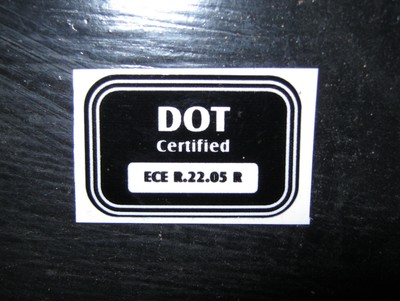 DOT
Certified
ECE R.22.05 R